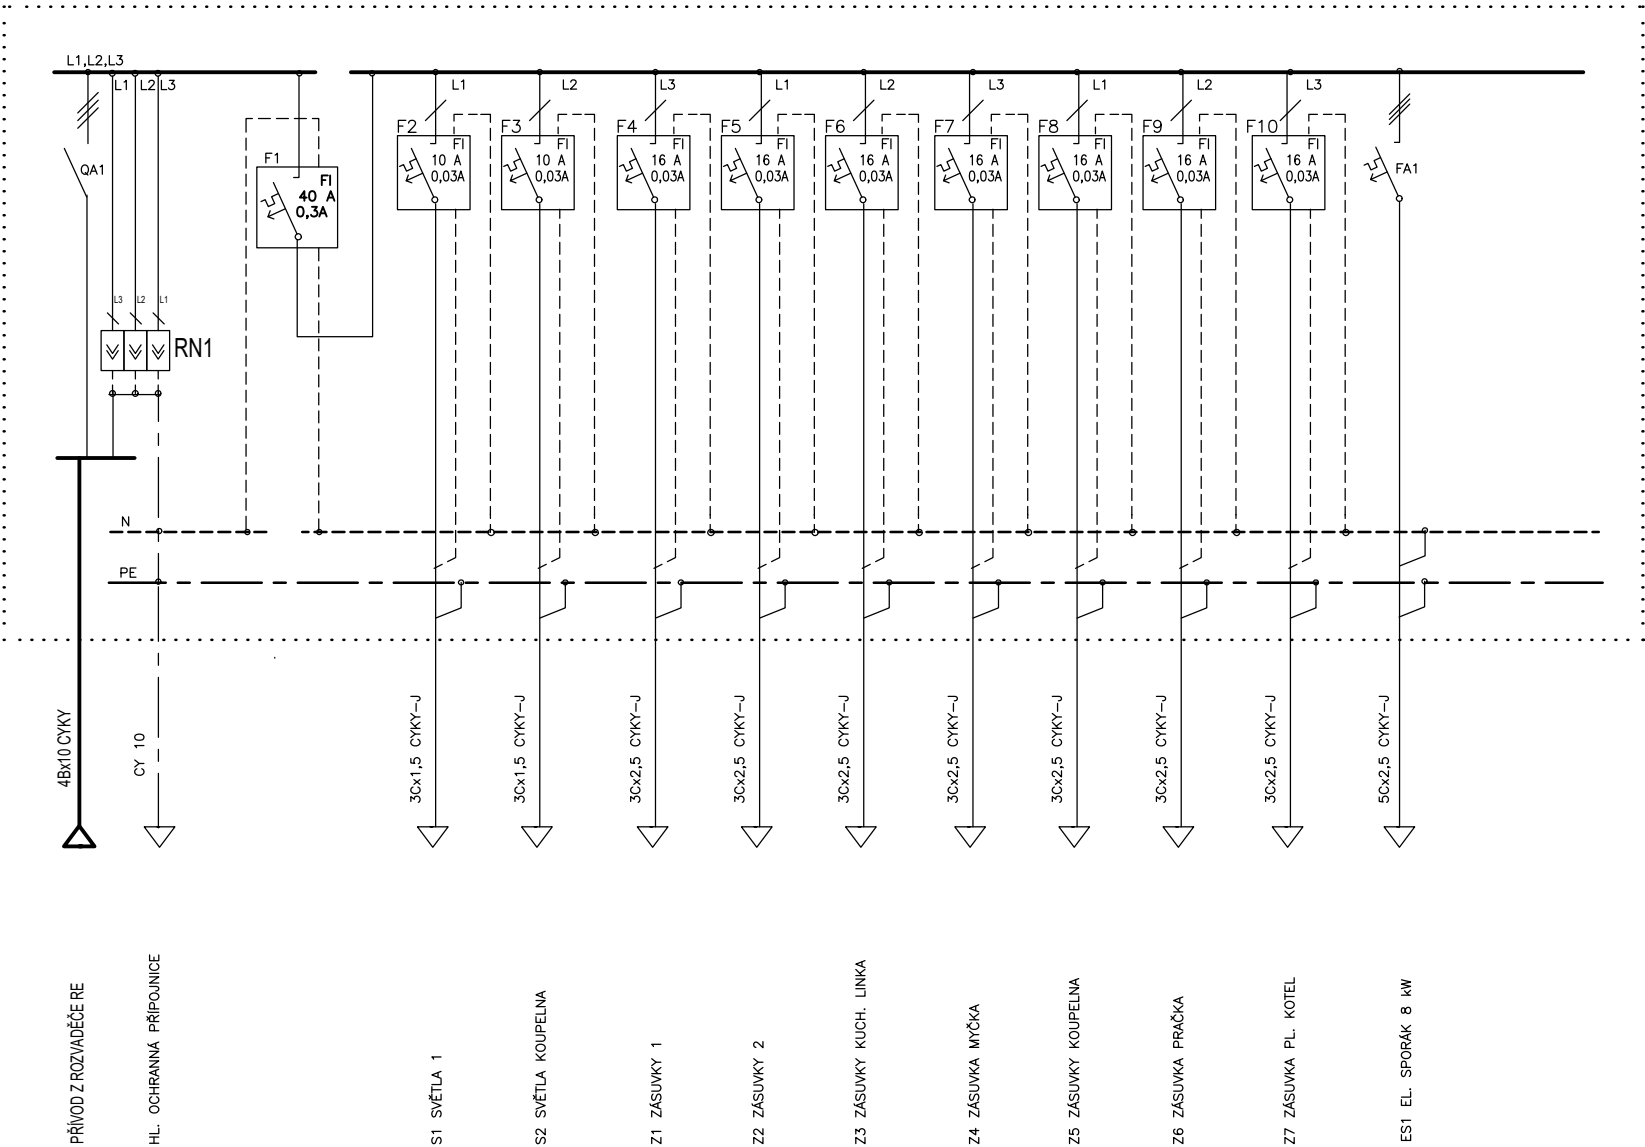 L1,L2,L3
L1
L2
L3
L1
L2
L3
L1
L2
L3
L1
L2
L3
QA1
F1
FI
40 A
0,3A
F2
FI
10 A
0,03A
F3
FI
10 A
0,03A
F4
FI
16 A
0,03A
F5
FI
16 A
0,03A
F6
FI
16 A
0,03A
F7
FI
16 A
0,03A
F8
FI
16 A
0,03A
F9
FI
16 A
0,03A
F10
FI
16 A
0,03A
FA1
L3
L2
L1
RN1
N
PE
4Bx10 CYKY
CY 10
3Cx1,5 CYKY-J
3Cx1,5 CYKY-J
3Cx2,5 CYKY-J
3Cx2,5 CYKY-J
3Cx2,5 CYKY-J
3Cx2,5 CYKY-J
3Cx2,5 CYKY-J
3Cx2,5 CYKY-J
3Cx2,5 CYKY-J
5Cx2,5 CYKY-J
PŘÍVOD Z ROZVADĚČE RE
HL. OCHRANNÁ PŘÍPOJNICE
S1 SVĚTLA 1
S2 SVĚTLA KOUPELNA
Z1 ZÁSUVKY 1
Z2 ZÁSUVKY 2
Z3 ZÁSUVKY KUCH. LINKA
Z4 ZÁSUVKA MYČKA
Z5 ZÁSUVKY KOUPELNA
Z6 ZÁSUVKA PRAČKA
Z7 ZÁSUVKA PL. KOTEL
ES1 EL. SPORÁK 8 kW